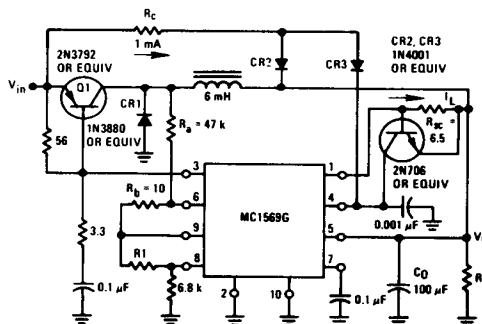 Rc
1 mA
2N3792
OR EQUIV
CR2
CR3
CR2, CR3
1N4001
OR EQUIV
Vin
Q1
CR1
6 mH
IL
Rsc =
6.5
56
1N3880
OR EQUIV
Ra = 47 k
2N706
OR EQUIV
3
1
Rb = 10
6
MC1569G
4
0.001 µF
9
5
3.3
R1
8
7
CO
100 µF
0.1 µF
6.8 k
2
10
0.1 µF